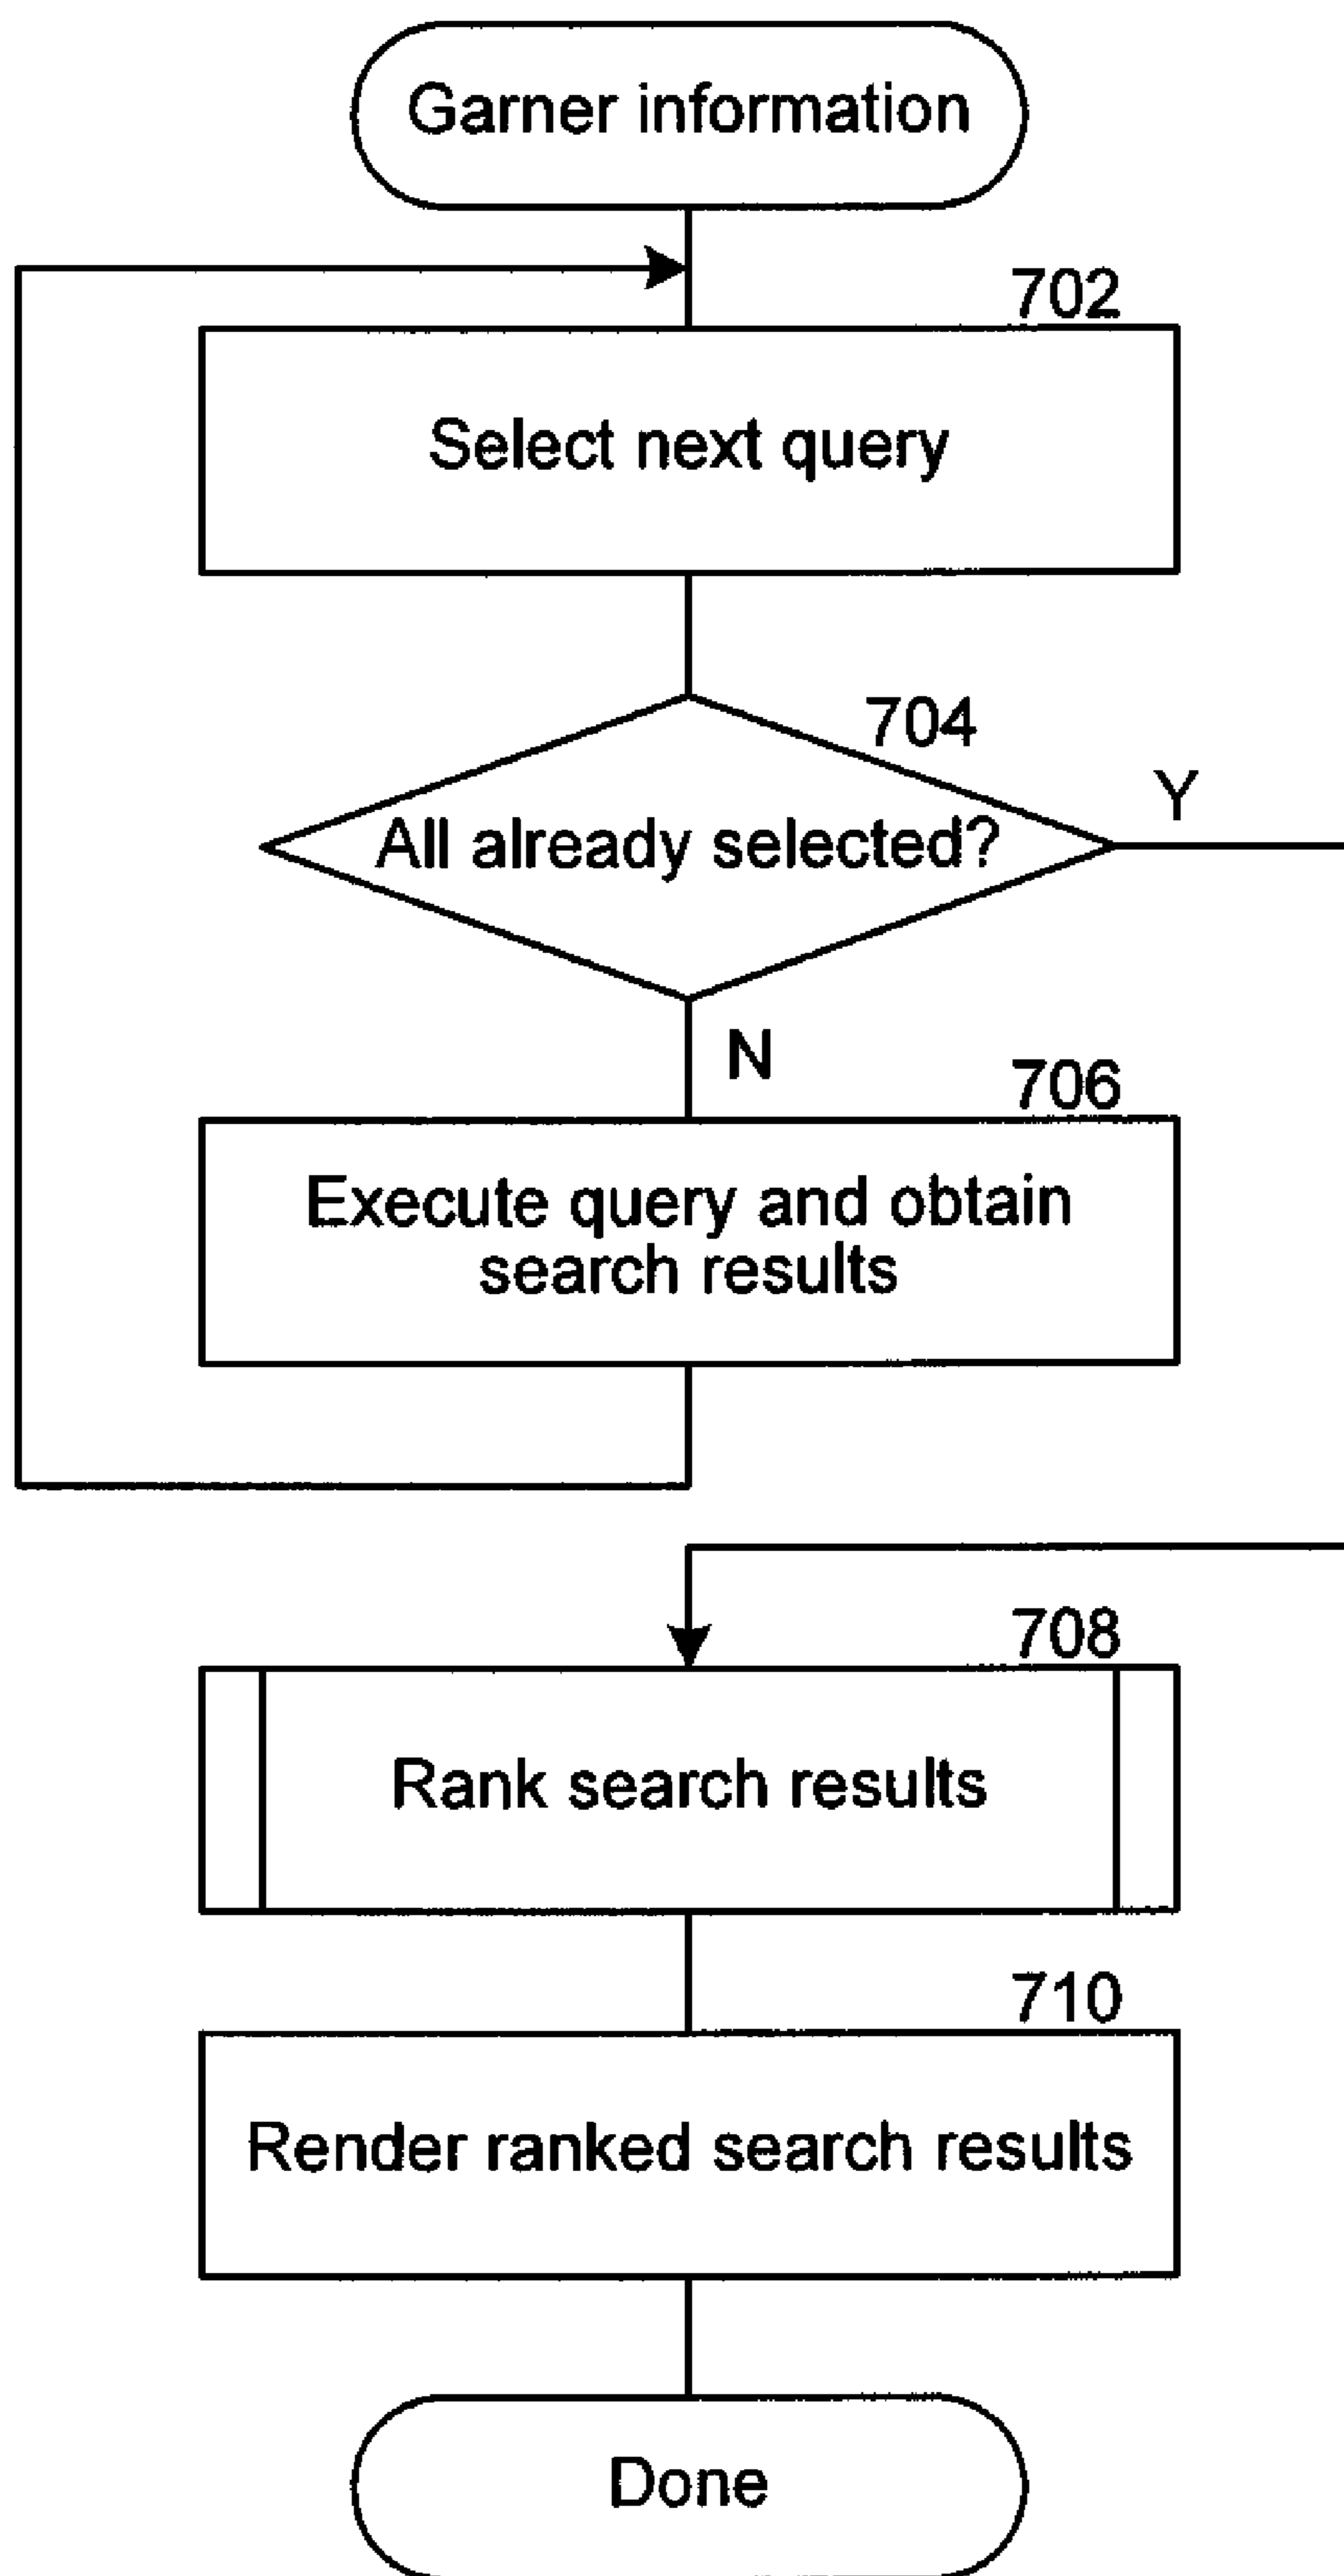 Garner information
702
Select next query
704
Y
All already selected?
N
706
Execute query and obtain
search results
708
Rank search results
710
Render ranked search results
Done